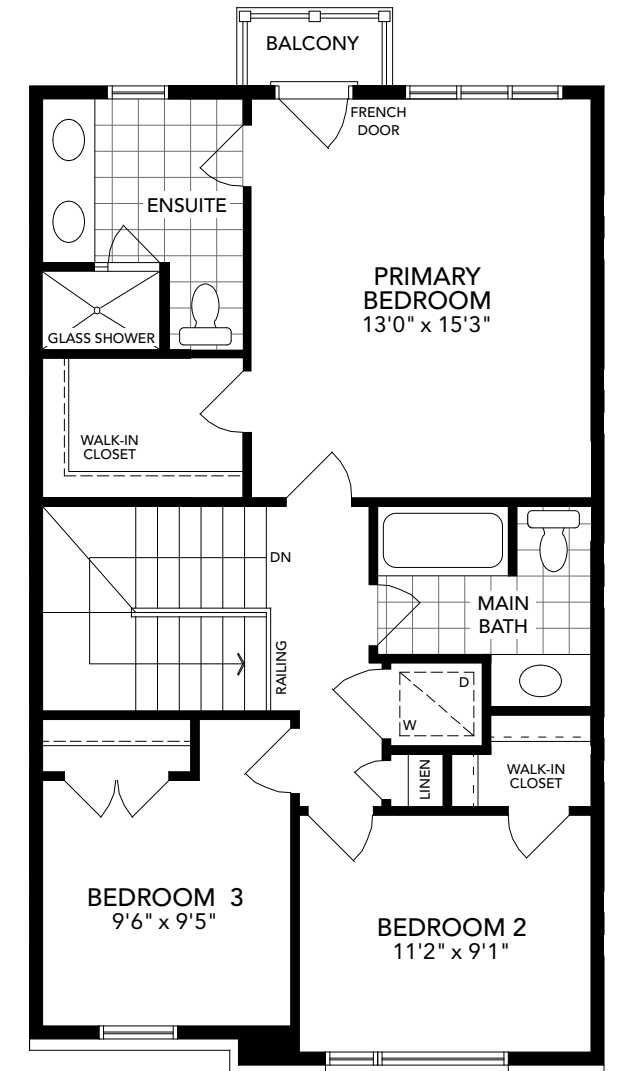 BALCONY
FRENCH
DOOR
ENSUITE
PRIMARY
BEDROOM
13'0" x 15'3"
GLASS SHOWER
WALK-IN
CLOSET
DN
MAIN
BATH
RAILING
D
W
LINEN
WALK-IN
CLOSET
BEDROOM 3
9'6" x 9'5"
BEDROOM 2
11'2" x 9'1"